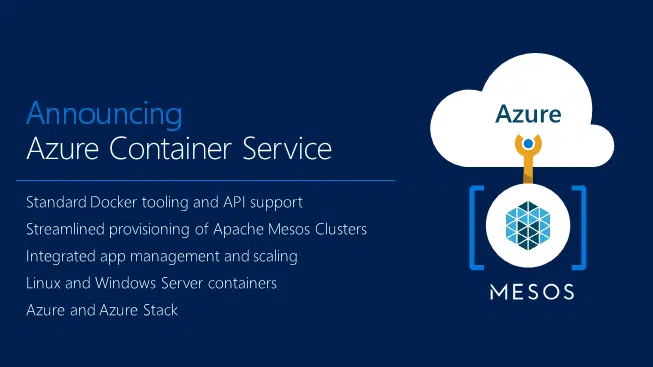 Announcing
Azure Container Service
Standard Docker tooling and API support
Streamlined provisioning of Apache Mesos Clusters
Integrated app management and scaling
Linux and Windows Server containers
Azure and Azure Stack
Azure
MESOS